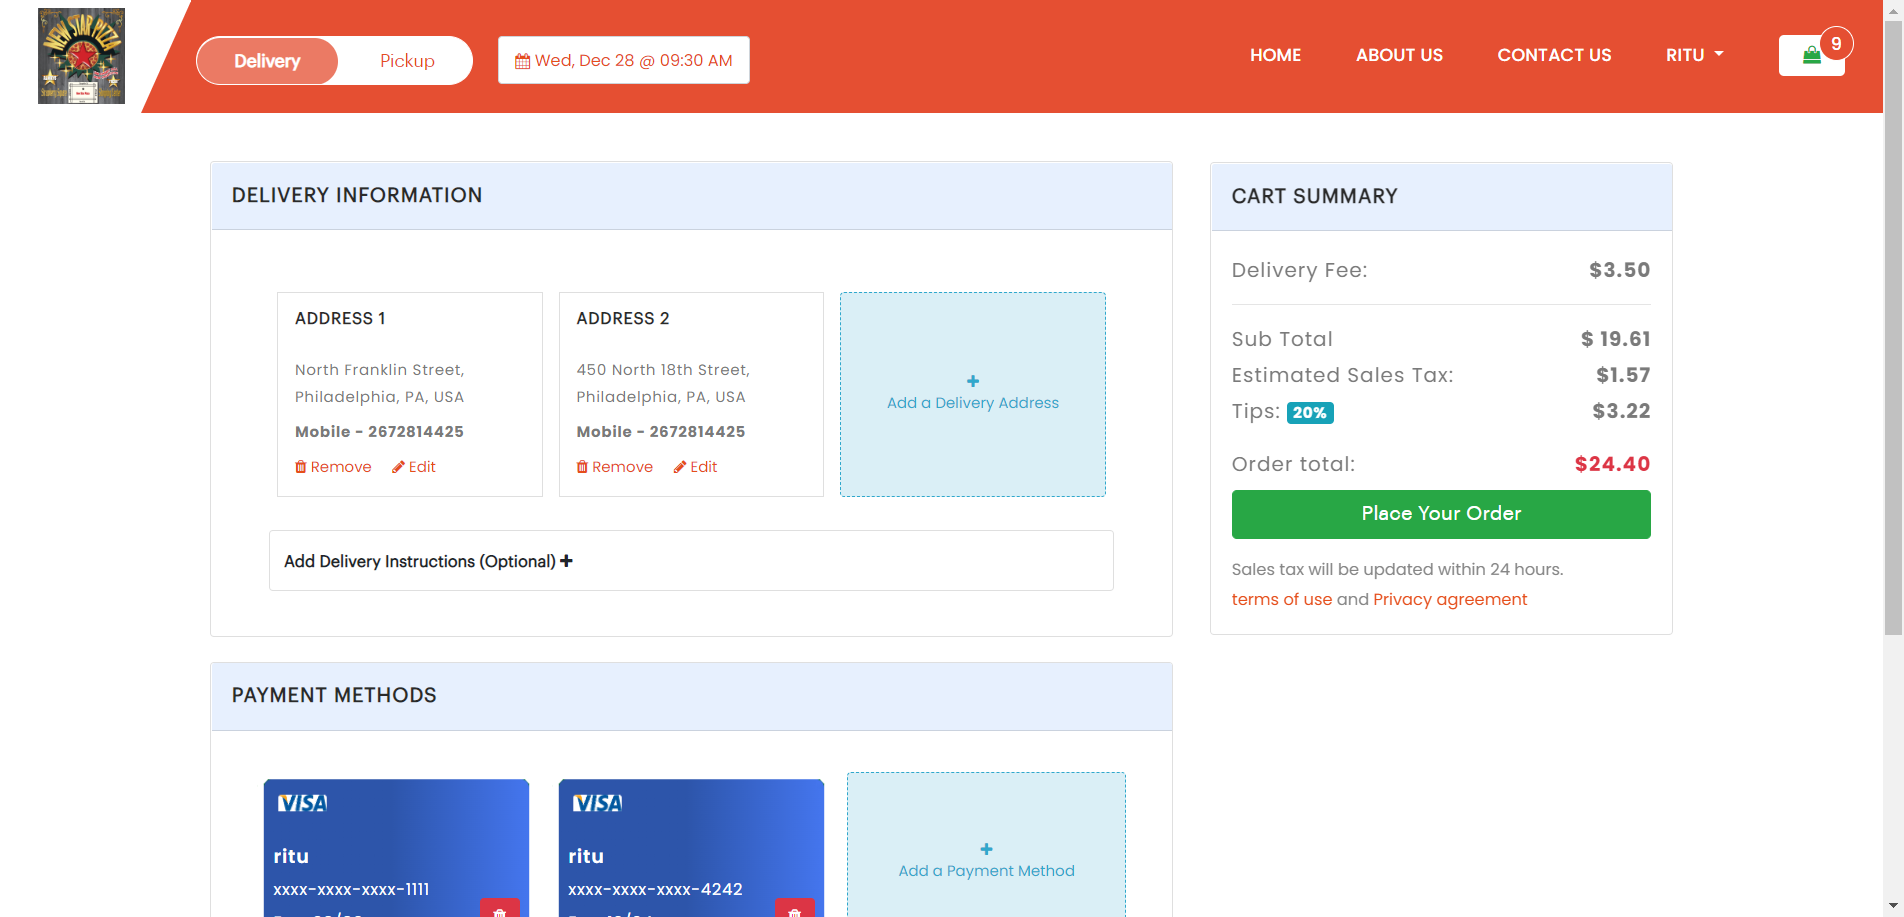 NEW STAR PIZZA
Delivery
Pickup
Wed, Dec 28 @ 09:30 AM
HOME
ABOUT US
CONTACT US
RITU
9
DELIVERY INFORMATION
ADDRESS 1
North Franklin Street,
Philadelphia, PA, USA
Mobile - 2672814425
Remove Edit
ADDRESS 2
450 North 18th Street,
Philadelphia, PA, USA
Mobile - 2672814425
Remove Edit
Add a Delivery Address
Add Delivery Instructions (Optional)
CART SUMMARY
Delivery Fee: $3.50
Sub Total $ 19.61
Estimated Sales Tax: $1.57
Tips: 20% $3.22
Order total: $24.40
Place Your Order
Sales tax will be updated within 24 hours.
terms of use and Privacy agreement
PAYMENT METHODS
VISA
ritu
xxxx-xxxx-xxxx-1111
VISA
ritu
xxxx-xxxx-xxxx-4242
Add a Payment Method